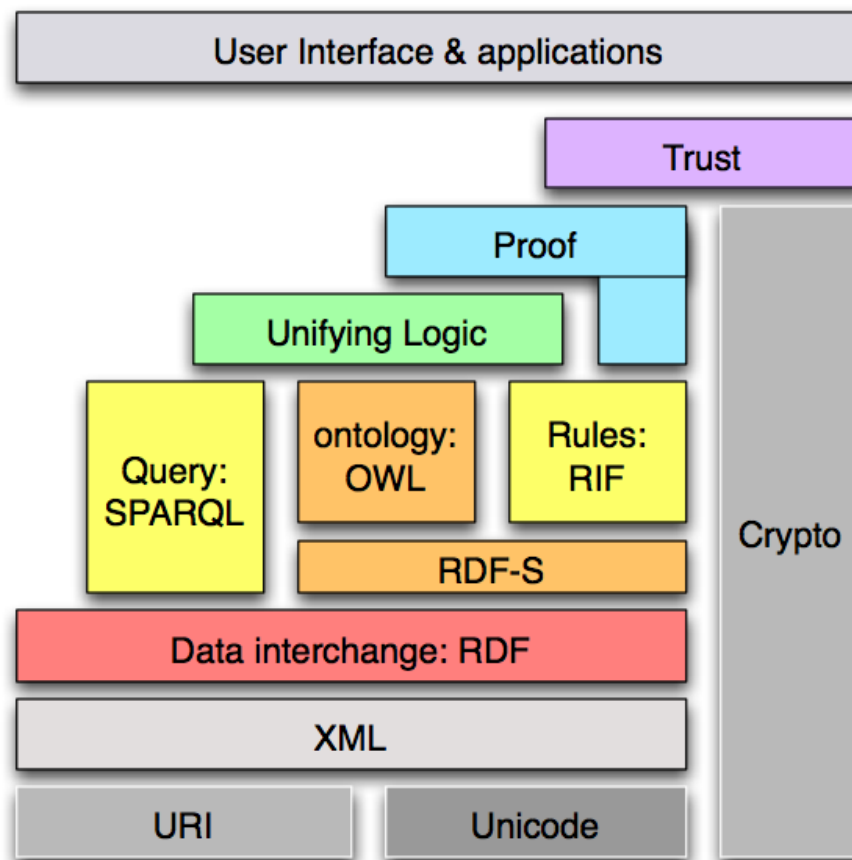 User Interface & applications
Trust
Proof
Unifying Logic
ontology:
OWL
Rules:
RIF
Query:
SPARQL
Crypto
RDF-S
Data interchange: RDF
XML
URI
Unicode